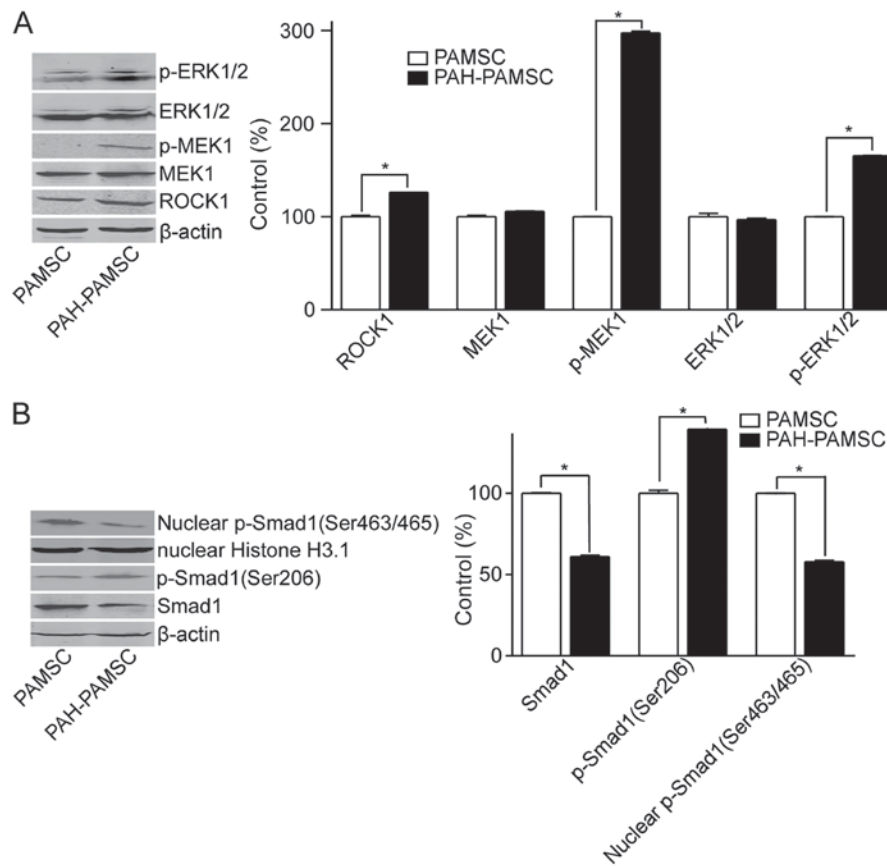 A
p-ERK1/2
ERK1/2
p-MEK1
MEK1
ROCK1
β-actin
PAMSC
PAH-PAMSC
Control (%)
300
200
100
0
PAMSC
PAH-PAMSC
*
*
*
ROCK1
MEK1
p-MEK1
ERK1/2
p-ERK1/2
B
Nuclear p-Smad1(Ser463/465)
nuclear Histone H3.1
p-Smad1(Ser206)
Smad1
β-actin
PAMSC
PAH-PAMSC
Control (%)
100
50
0
PAMSC
PAH-PAMSC
*
*
*
Smad1
p-Smad1(Ser206)
Nuclear p-Smad1(Ser463/465)